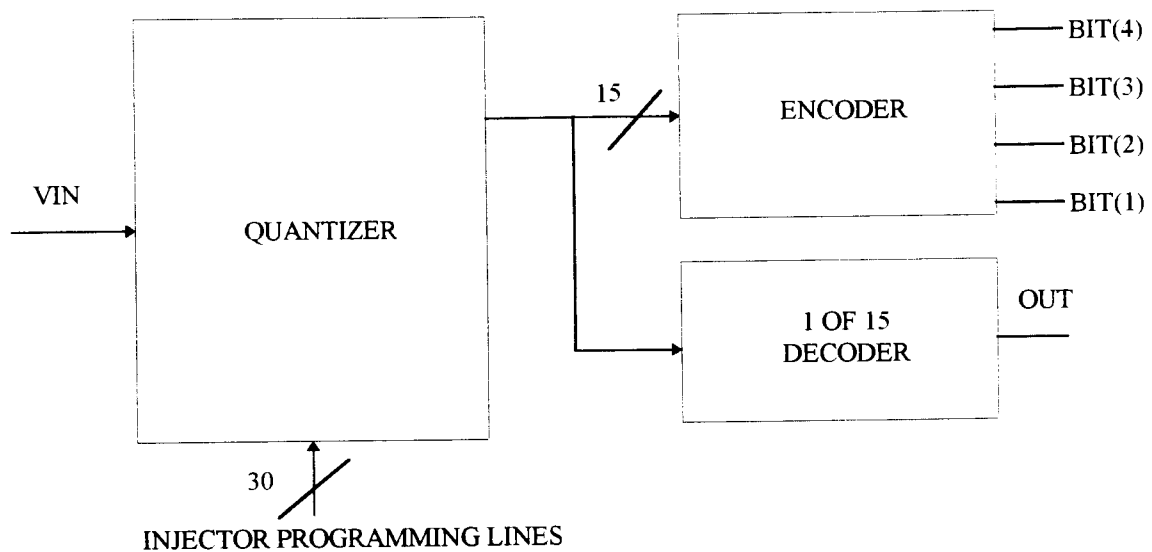 BIT(4)
15
BIT(3)
ENCODER
BIT(2)
VIN
BIT(1)
QUANTIZER
OUT
1 OF 15
DECODER
30
INJECTOR PROGRAMMING LINES